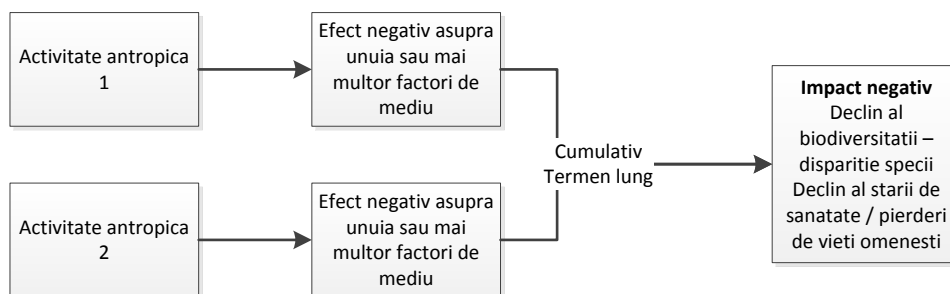 Activitate antropica
1
Efect negativ asupra
unuia sau mai
multor factori de
mediu
Activitate antropica
2
Efect negativ asupra
unuia sau mai
multor factori de
mediu
Cumulativ
Termen lung
Impact negativ
Declin al
biodiversitatii –
disparitie specii
Declin al starii de
sanatate / pierderi
de vieti omenesti